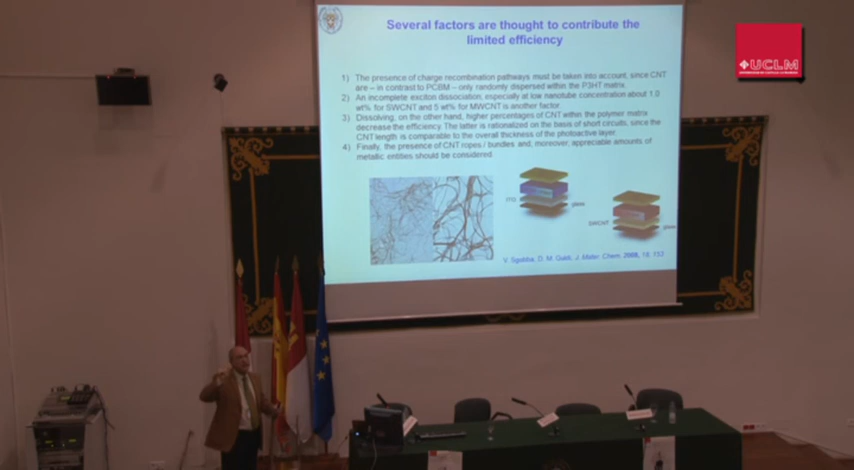 Several factors are thought to contribute the
limited efficiency
1) The presence of charge recombination pathways must be taken into account, since CNT
are – in contrast to PCBM – only randomly dispersed within the P3HT matrix.
2) An incomplete exciton dissociation, especially at low nanotube concentration about 1.0
wt% for SWCNT and 5 wt% for MWCNT is another factor.
3) Dissolving, on the other hand, higher percentages of CNT within the polymer matrix
decrease the efficiency. The latter is rationalized on the basis of short circuits, since the
CNT length is comparable to the overall thickness of the photoactive layer.
4) Finally, the presence of CNT ropes / bundles and, moreover, appreciable amounts of
metallic entities should be considered
ITO
glass
SWCNT
glass
V. Sgobba, D. M. Guldi, J. Mater. Chem. 2008, 18, 153
UCLM